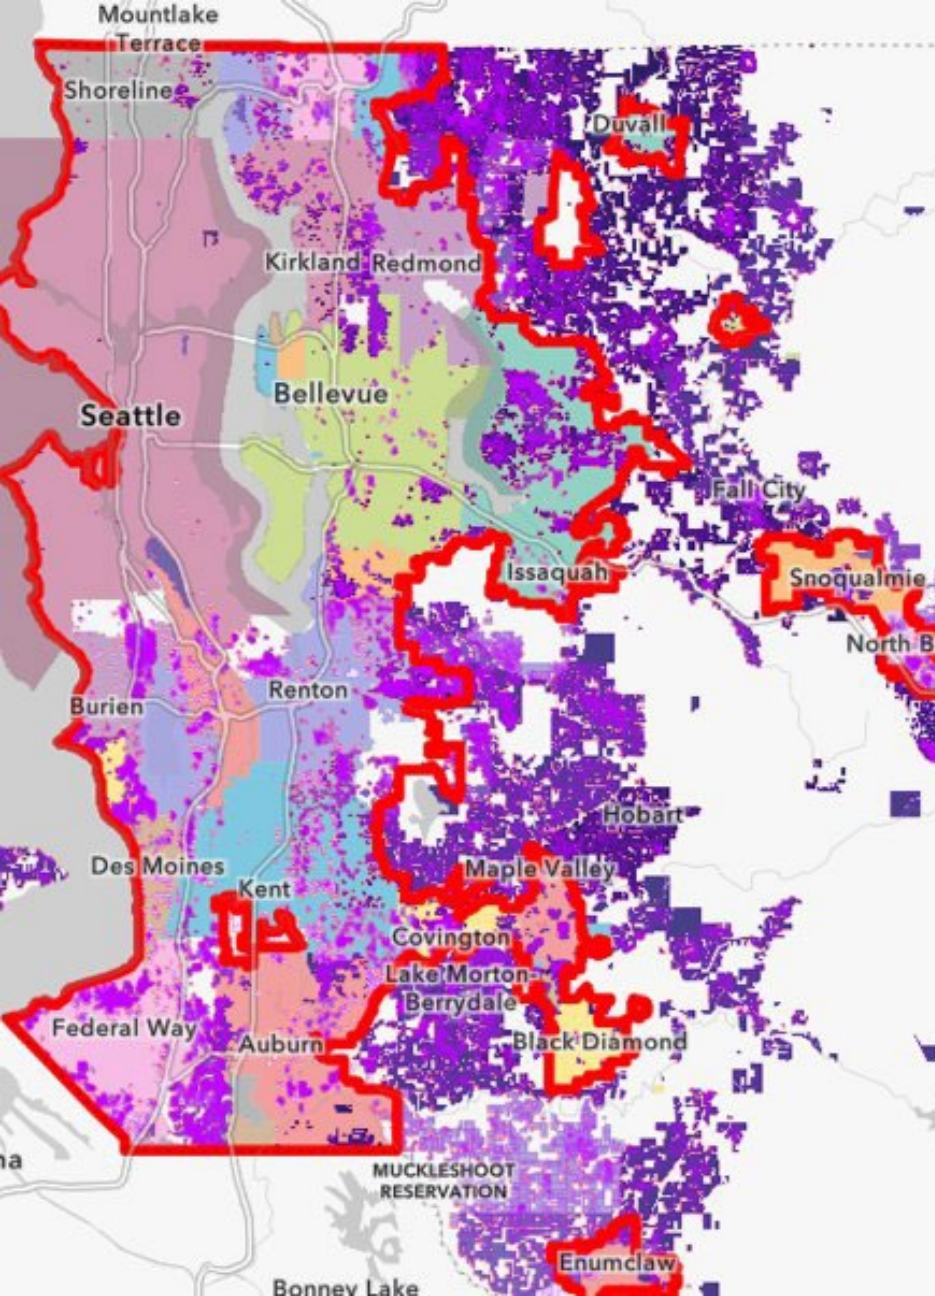 Mountlake
Terrace
Shoreline
Duvall
Kirkland
Redmond
Bellevue
Seattle
Fall City
Issaquah
Snoqualmie
North B
Renton
Burien
Hobart
Des Moines
Maple Valley
Kent
Covington
Lake Morton-
Berrydale
Federal Way
Auburn
Black Diamond
na
MUCKLESHOOT
RESERVATION
Enumclaw
Bonney Lake